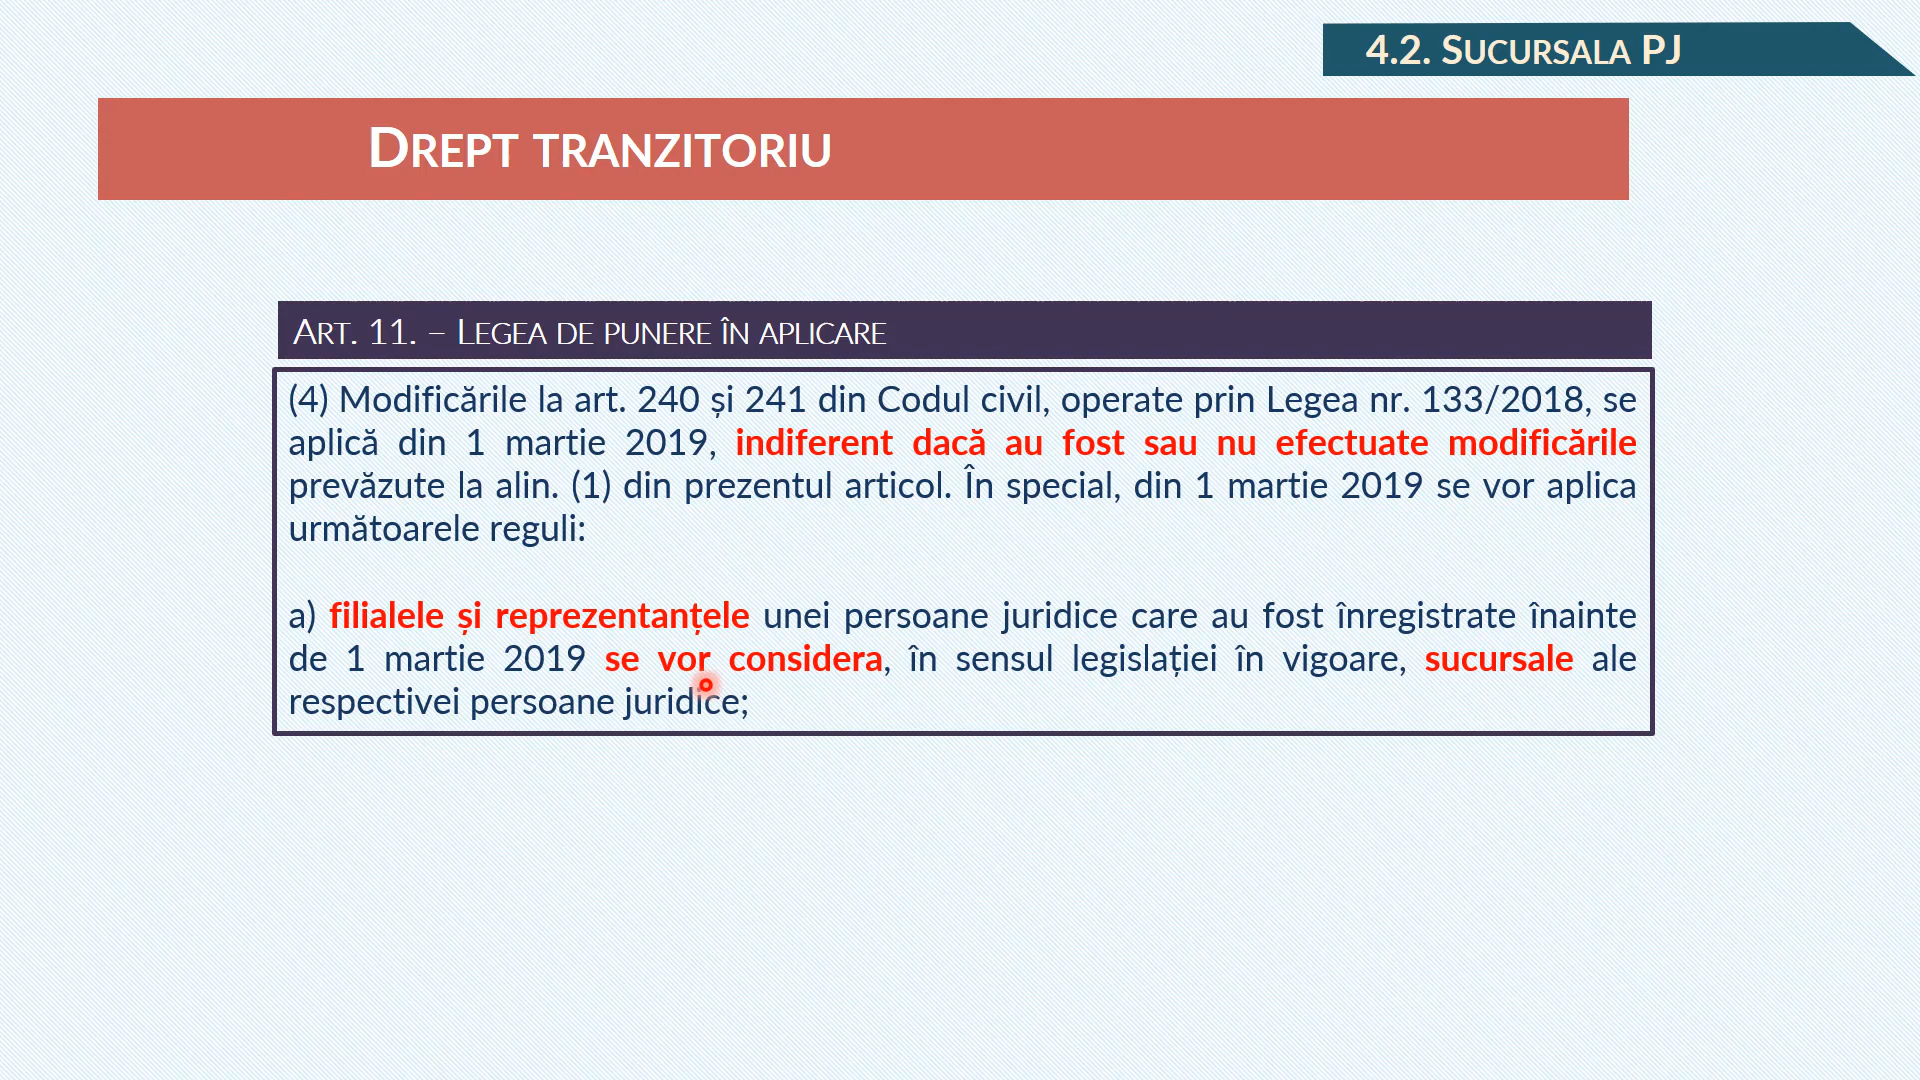 4.2. SUCURSALA PJ
DREPT TRANZITORIU
ART. 11. – LEGEA DE PUNERE ÎN APLICARE
(4) Modificările la art. 240 și 241 din Codul civil, operate prin Legea nr. 133/2018, se
aplică din 1 martie 2019, indiferent dacă au fost sau nu efectuate modificările
prevăzute la alin. (1) din prezentul articol. În special, din 1 martie 2019 se vor aplica
următoarele reguli:
a) filialele și reprezentanțele unei persoane juridice care au fost înregistrate înainte
de 1 martie 2019 se vor considera, în sensul legislației în vigoare, sucursale ale
respectivei persoane juridice;